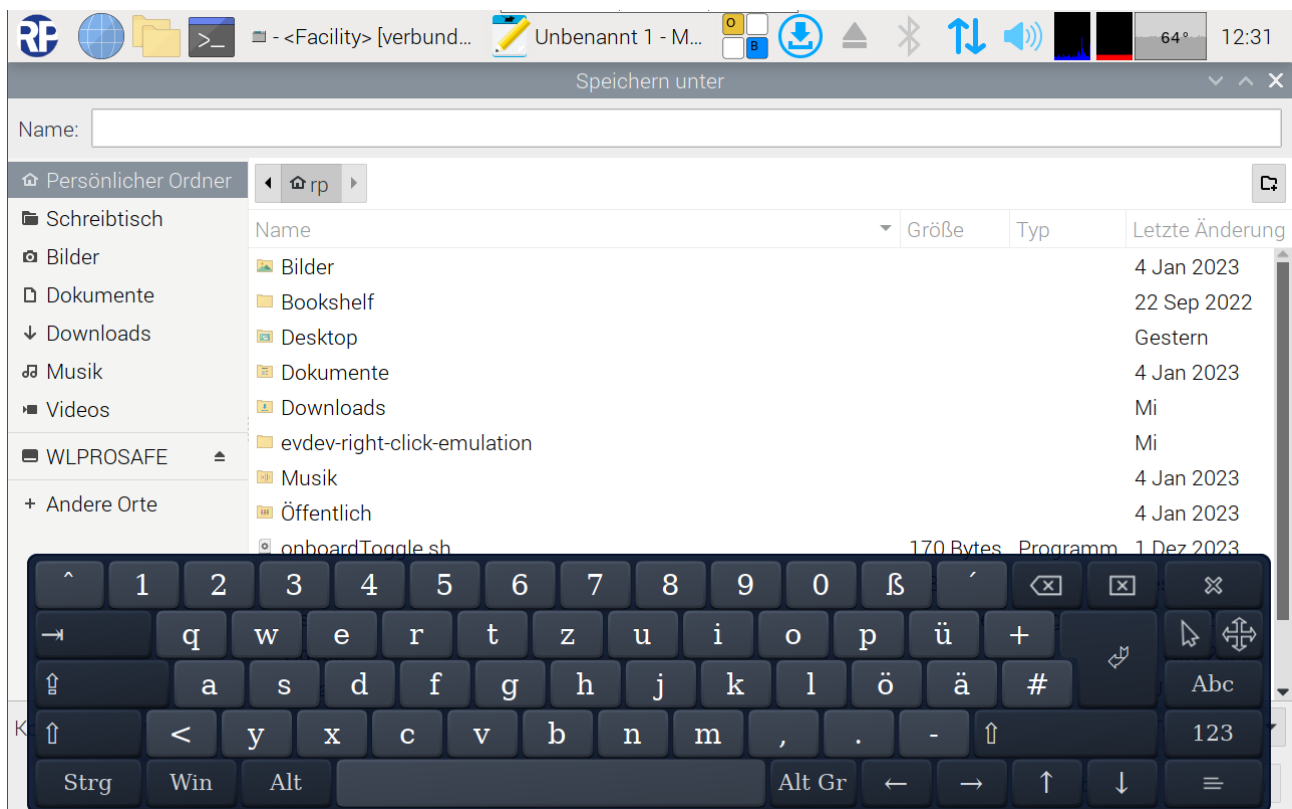 RF >_ - <Facility> [verbund... Unbenannt 1 - M... O B 64° 12:31
Speichern unter
Name:
Persönlicher Ordner rp
Schreibtisch Name Größe Typ Letzte Änderung
Bilder Bilder 4 Jan 2023
Dokumente Bookshelf 22 Sep 2022
Downloads Desktop Gestern
Musik Dokumente 4 Jan 2023
Videos Downloads Mi
WLPROSAFE evdev-right-click-emulation Mi
Musik 4 Jan 2023
Andere Orte Öffentlich 4 Jan 2023
onboardToggle.sh 170 Bytes Programm 1 Dez 2023
^ 1 2 3 4 5 6 7 8 9 0 ß ´
q w e r t z u i o p ü +
a s d f g h j k l ö ä # Abc
K < y x c v b n m , . - 123
Strg Win Alt Alt Gr ← → ↑ ↓